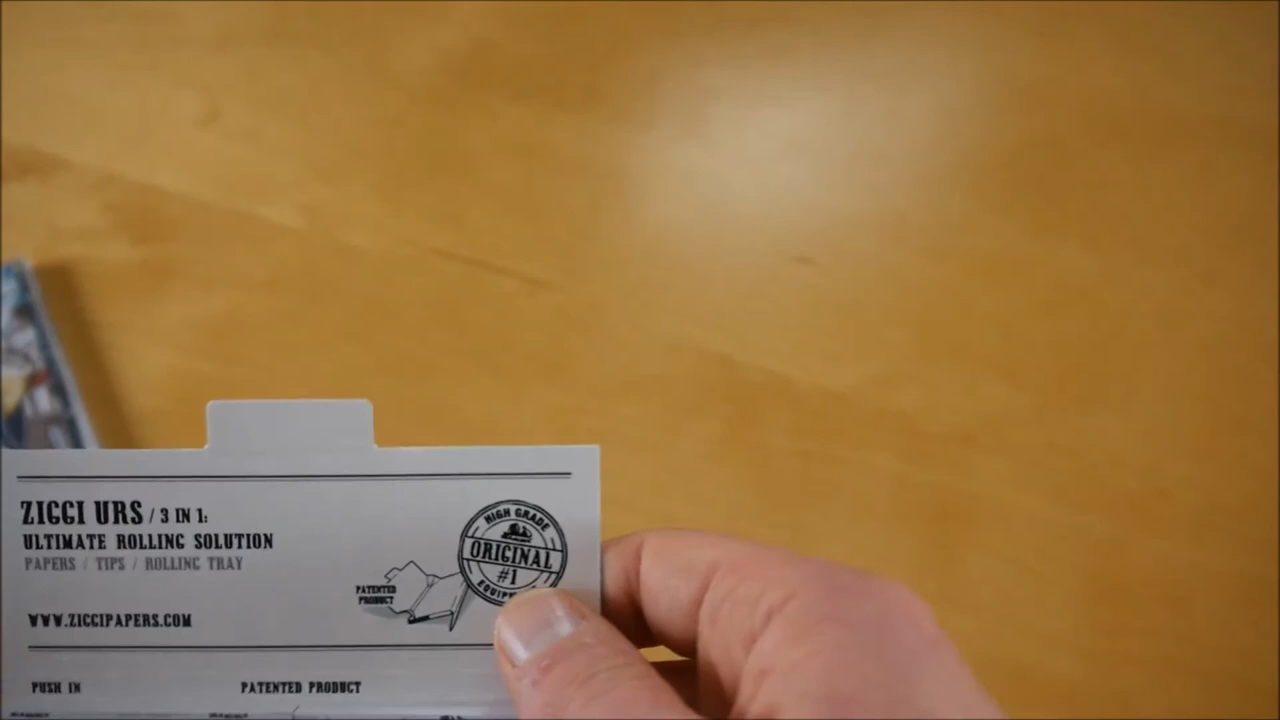 ZIGGI URS / 3 IN 1:
ULTIMATE ROLLING SOLUTION
PAPERS / TIPS / ROLLING TRAY
WWW.ZIGGIPAPERS.COM
PATENTED
PRODUCT
HIGH GRADE
ORIGINAL
#1
PUSH IN
PATENTED PRODUCT